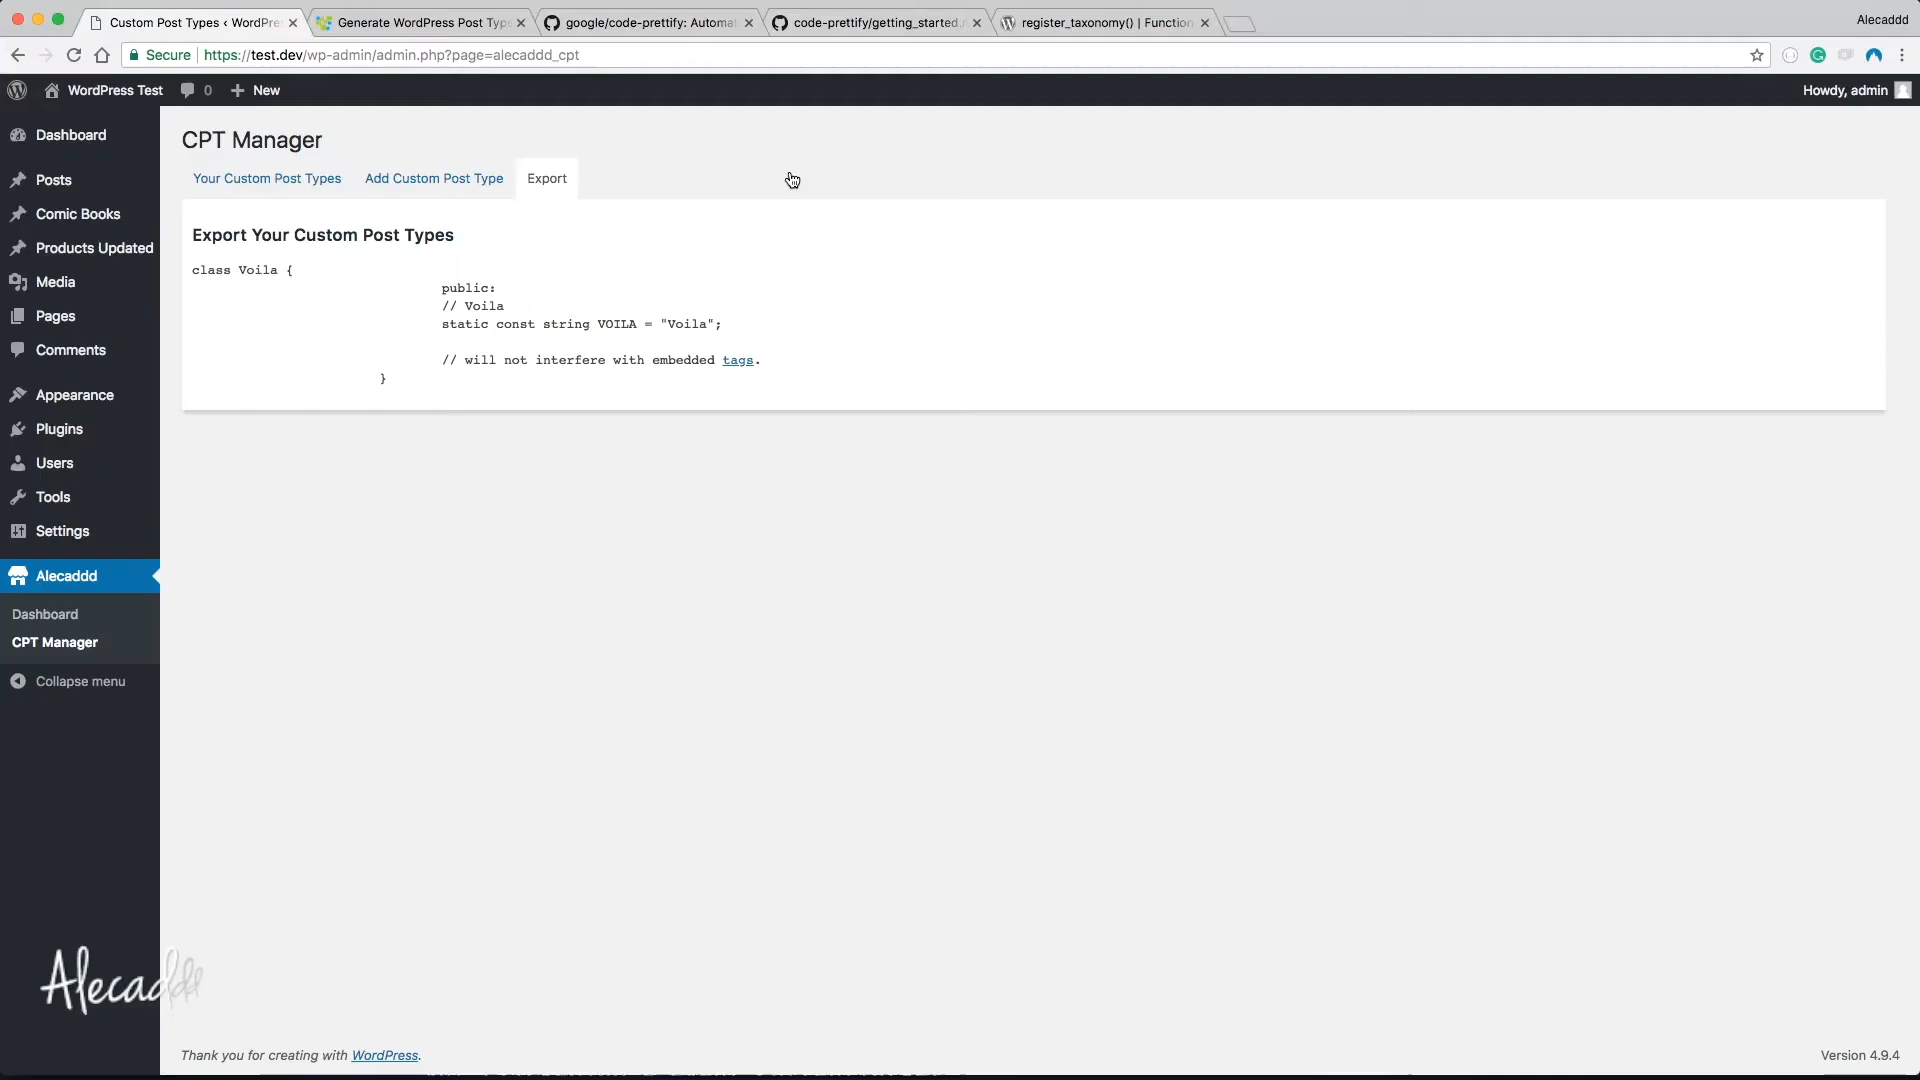 Custom Post Types ‹ WordPre
Generate WordPress Post Type
google/code-prettify: Automat
code-prettify/getting_started.
register_taxonomy() | Function
Alecaddd
Secure
https://test.dev/wp-admin/admin.php?page=alecaddd_cpt
WordPress Test
0
New
Howdy, admin
Dashboard
Posts
Comic Books
Products Updated
Media
Pages
Comments
Appearance
Plugins
Users
Tools
Settings
Alecaddd
Dashboard
CPT Manager
Collapse menu
CPT Manager
Your Custom Post Types
Add Custom Post Type
Export
Export Your Custom Post Types
class Voila {
public:
// Voila
static const string VOILA = "Voila";
// will not interfere with embedded tags.
}
Alecaddd
Thank you for creating with WordPress.
Version 4.9.4